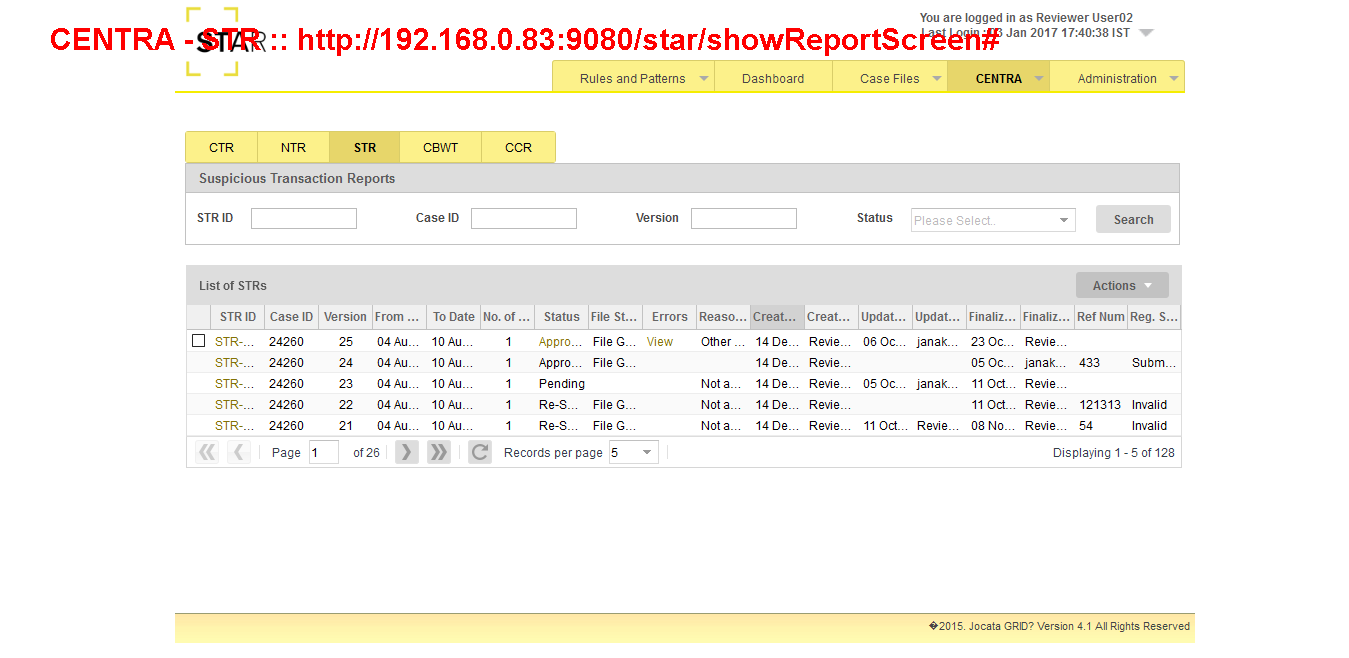 You are logged in as Reviewer User02
CENTRA - STR :: http://192.168.0.83:9080/star/showReportScreen#
STAR
Last Login : 03 Jan 2017 17:40:38 IST
Rules and Patterns Dashboard Case Files CENTRA Administration
CTR NTR STR CBWT CCR
Suspicious Transaction Reports
STR ID Case ID Version Status Please Select.. Search
List of STRs Actions
STR ID Case ID Version From ... To Date No. of ... Status File St... Errors Reaso... Creat... Creat... Updat... Updat... Finaliz... Finaliz... Ref Num Reg. S...
STR-... 24260 25 04 Au... 10 Au... 1 Appro... File G... View Other ... 14 De... Revie... 06 Oc... janak... 23 Oc... Revie...
STR-... 24260 24 04 Au... 10 Au... 1 Appro... File G... 14 De... Revie... 05 Oc... janak... 433 Subm...
STR-... 24260 23 04 Au... 10 Au... 1 Pending Not a... 14 De... Revie... 05 Oc... janak... 11 Oct... Revie...
STR-... 24260 22 04 Au... 10 Au... 1 Re-S... File G... Not a... 14 De... Revie... 11 Oct... Revie... 121313 Invalid
STR-... 24260 21 04 Au... 10 Au... 1 Re-S... File G... Not a... 14 De... Revie... 11 Oct... Revie... 08 No... Revie... 54 Invalid
Page 1 of 26 Records per page 5 Displaying 1 - 5 of 128
�2015. Jocata GRID? Version 4.1 All Rights Reserved